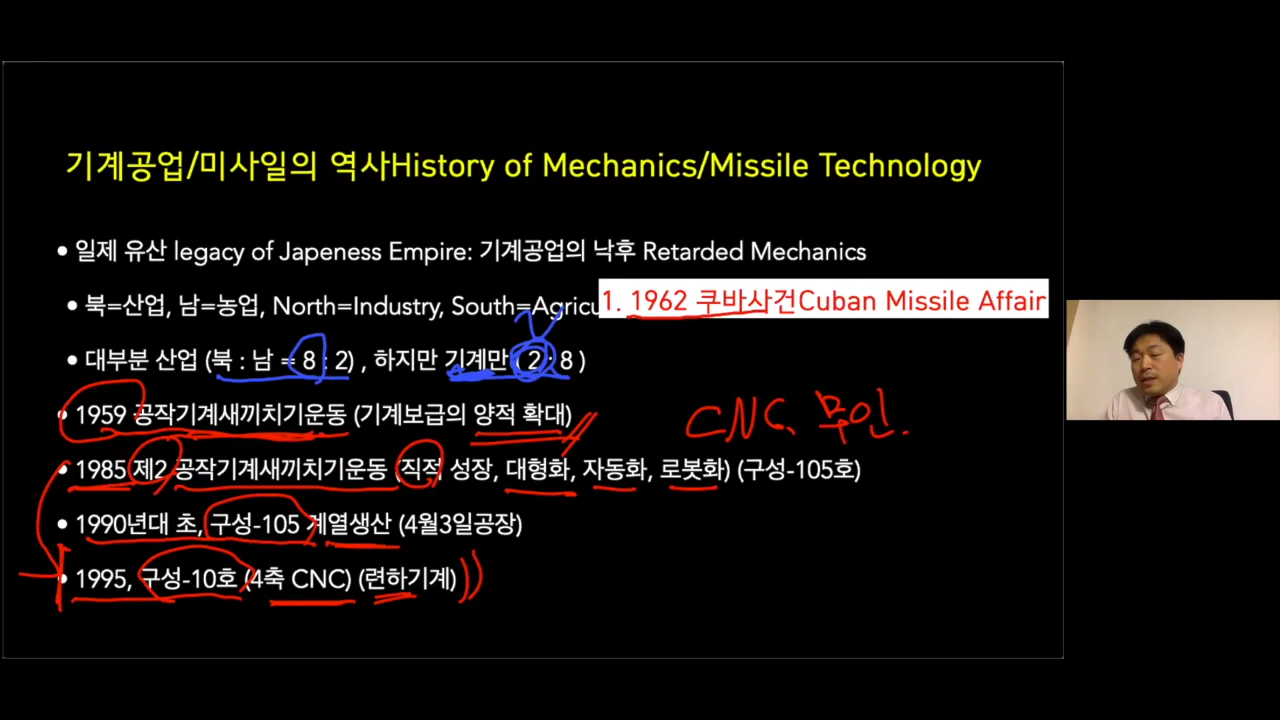 기계공업/미사일의 역사History of Mechanics/Missile Technology
• 일제 유산 legacy of Japeness Empire: 기계공업의 낙후 Retarded Mechanics
• 북=산업, 남=농업, North=Industry, South=Agricu
1. 1962 쿠바사건Cuban Missile Affair
• 대부분 산업 (북 : 남 = 8 : 2) , 하지만 기계만 ( 2 : 8 )
• 1959 공작기계새끼치기운동 (기계보급의 양적 확대)
CNC, 무인.
• 1985 제2 공작기계새끼치기운동 (직적 성장, 대형화, 자동화, 로봇화) (구성-105호)
• 1990년대 초, 구성-105 계열생산 (4월3일공장)
• 1995, 구성-10호 (4축 CNC) (련하기계)